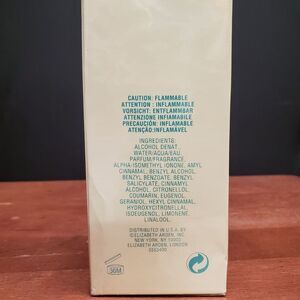 CAUTION: FLAMMABLE
ATTENTION : INFLAMMABLE
VORSICHT: ENTFLAMMBAR
ATTENZIONE INFIAMABILE
PRECAUCIÓN: INFLAMABLE
ATENÇÃO:INFLAMÁVEL
INGREDIENTS:
ALCOHOL DENAT.,
WATER/AQUA/EAU,
PARFUM/FRAGRANCE,
ALPHA-ISOMETHYL IONONE, AMYL
CINNAMAL, BENZYL ALCOHOL,
BENZYL BENZOATE, BENZYL
SALICYLATE, CINNAMYL
ALCOHOL, CITRONELLOL,
COUMARIN, EUGENOL,
GERANIOL, HEXYL CINNAMAL,
HYDROXYCITRONELLAL,
ISOEUGENOL, LIMONENE,
LINALOOL.
DISTRIBUTED IN U.S.A. BY
©ELIZABETH ARDEN, INC.
NEW YORK, NY
ELIZABETH ARDEN, LONDON
36M